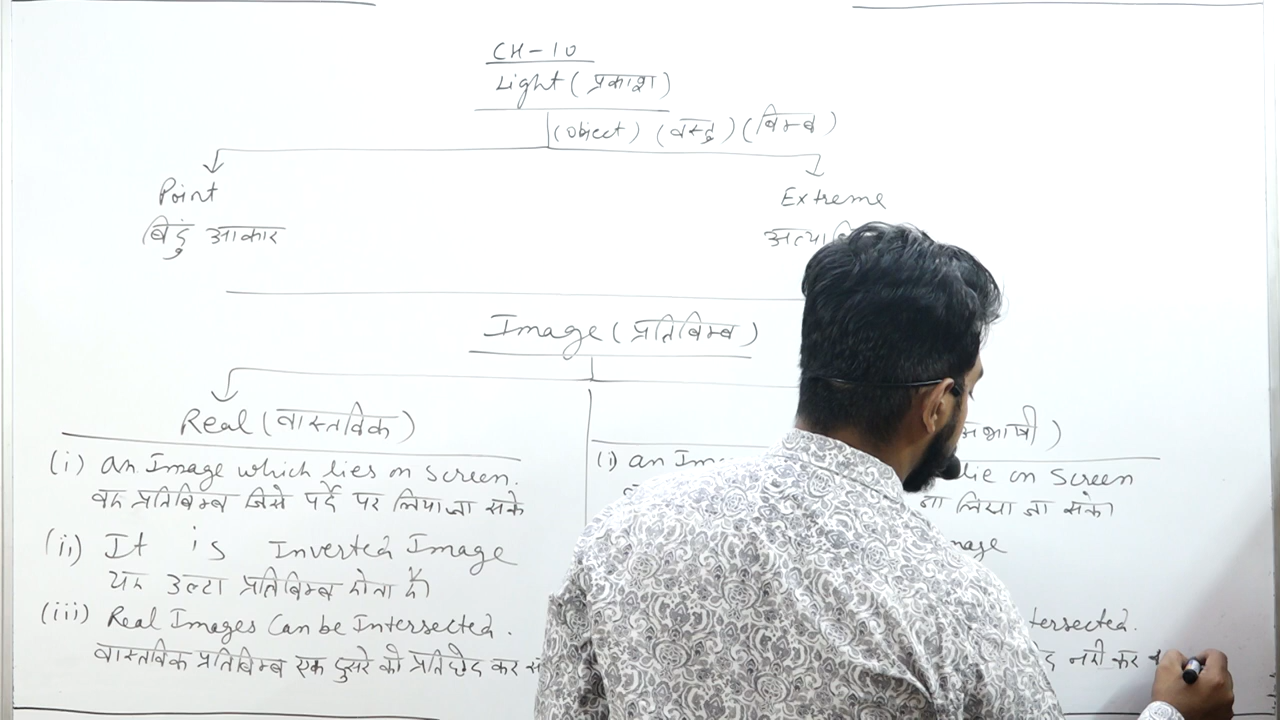 CH-10
Light (प्रकाश)
(Object) (वस्तु) (बिम्ब)
Point
बिंदु आकार
Extreme
अत्या
Image (प्रतिबिम्ब)
Real (वास्तविक)
(i) an Image which lies on screen.
वह प्रतिबिम्ब जिसे पर्दे पर लिया जा सके
(ii) It is Inverted Image
यह उल्टा प्रतिबिम्ब होता है
(iii) Real Images Can be Intersected.
वास्तविक प्रतिबिम्ब एक दुसरे को प्रतिछेद कर स
भाषी)
(i) an Im lie on Screen
ना लिया जा सके।
mage
tersected.
द नही कर